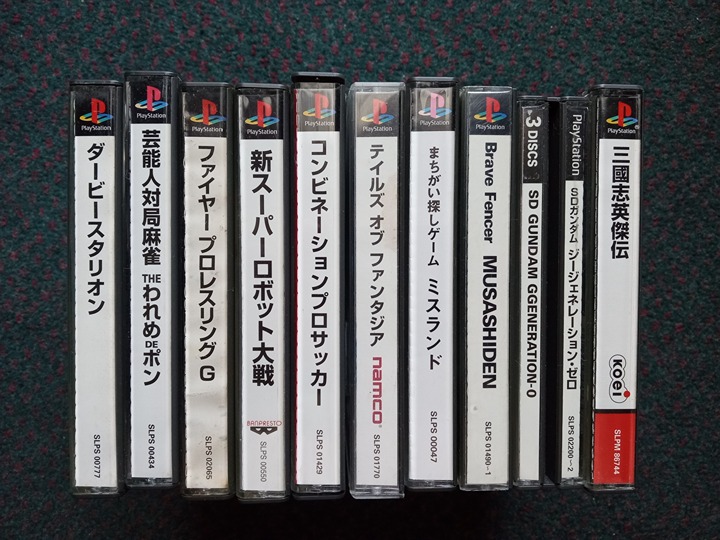 PlayStation
ダービースタリオン
SLPS 00777
PlayStation
芸能人対局麻雀 THEわれめDEポン
SLPS 00434
PlayStation
ファイヤープロレスリング G
SLPS 02065
PlayStation
新スーパーロボット大戦
BANPRESTO
SLPS 00550
PlayStation
コンビネーションプロサッカー
SLPS 01429
PlayStation
テイルズ オブ ファンタジア
namco
SLPS 01770
PlayStation
まちがい探しゲーム ミスランド
SLPS 00047
PlayStation
Brave Fencer MUSASHIDEN
SLPS 01490~1
3 DISCS
SD GUNDAM GGENERATION-0
PlayStation
SDガンダム ジージェネレーション・ゼロ
SLPS 02200~2
PlayStation
三國志英傑伝
KOEI
SLPM 86744